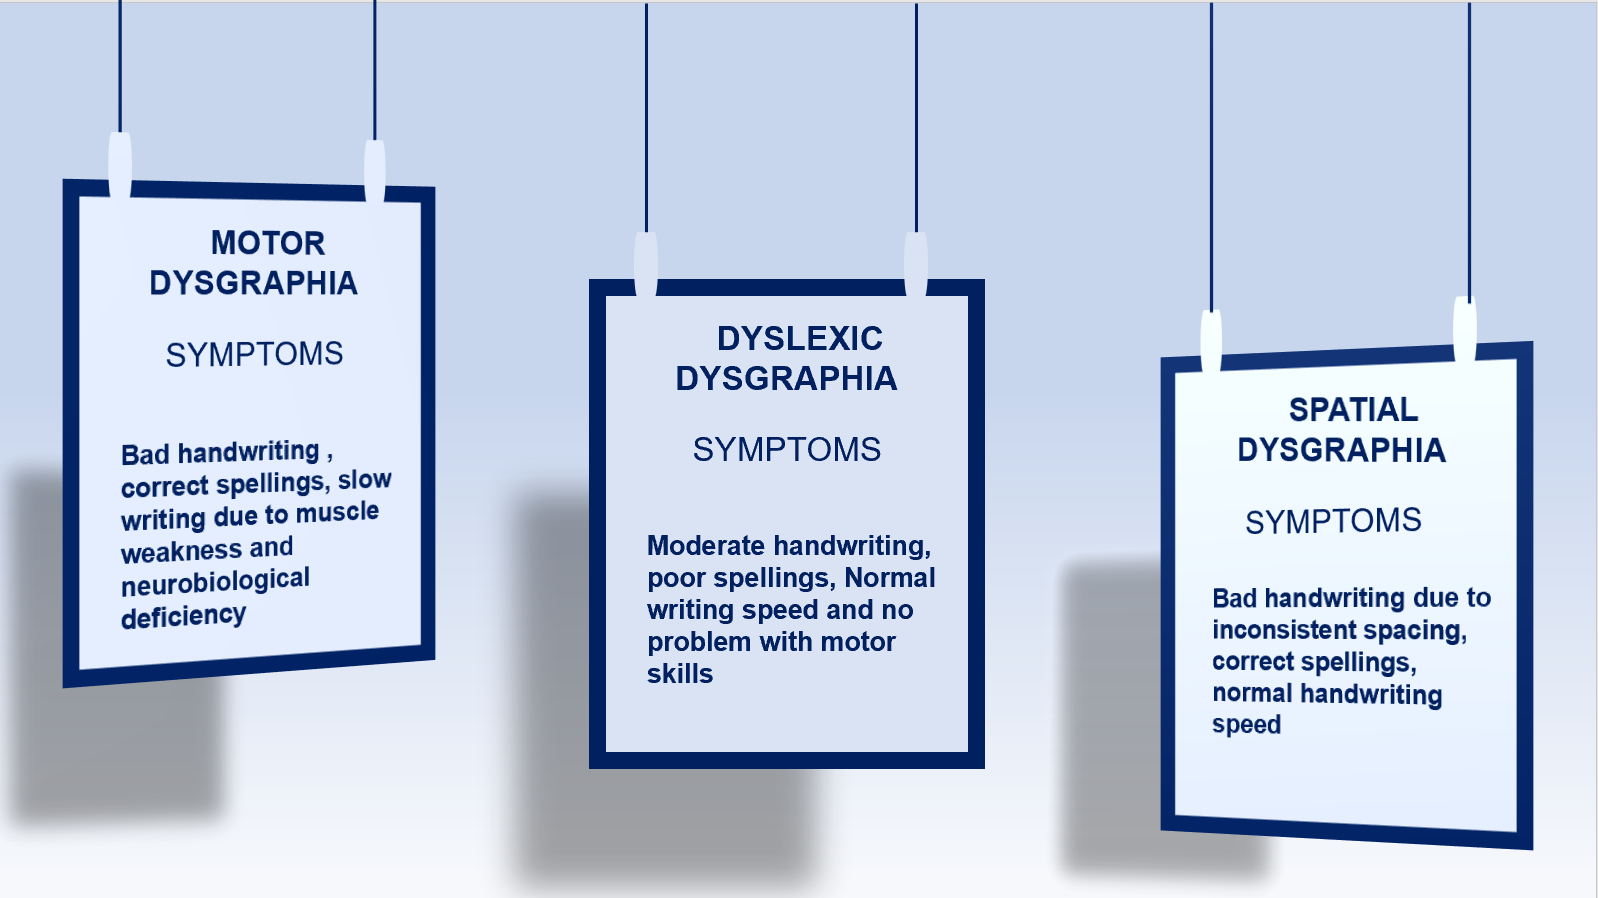 MOTOR
DYSGRAPHIA
SYMPTOMS
Bad handwriting ,
correct spellings, slow
writing due to muscle
weakness and
neurobiological
deficiency
DYSLEXIC
DYSGRAPHIA
SYMPTOMS
Moderate handwriting,
poor spellings, Normal
writing speed and no
problem with motor
skills
SPATIAL
DYSGRAPHIA
SYMPTOMS
Bad handwriting due to
inconsistent spacing,
correct spellings,
normal handwriting
speed